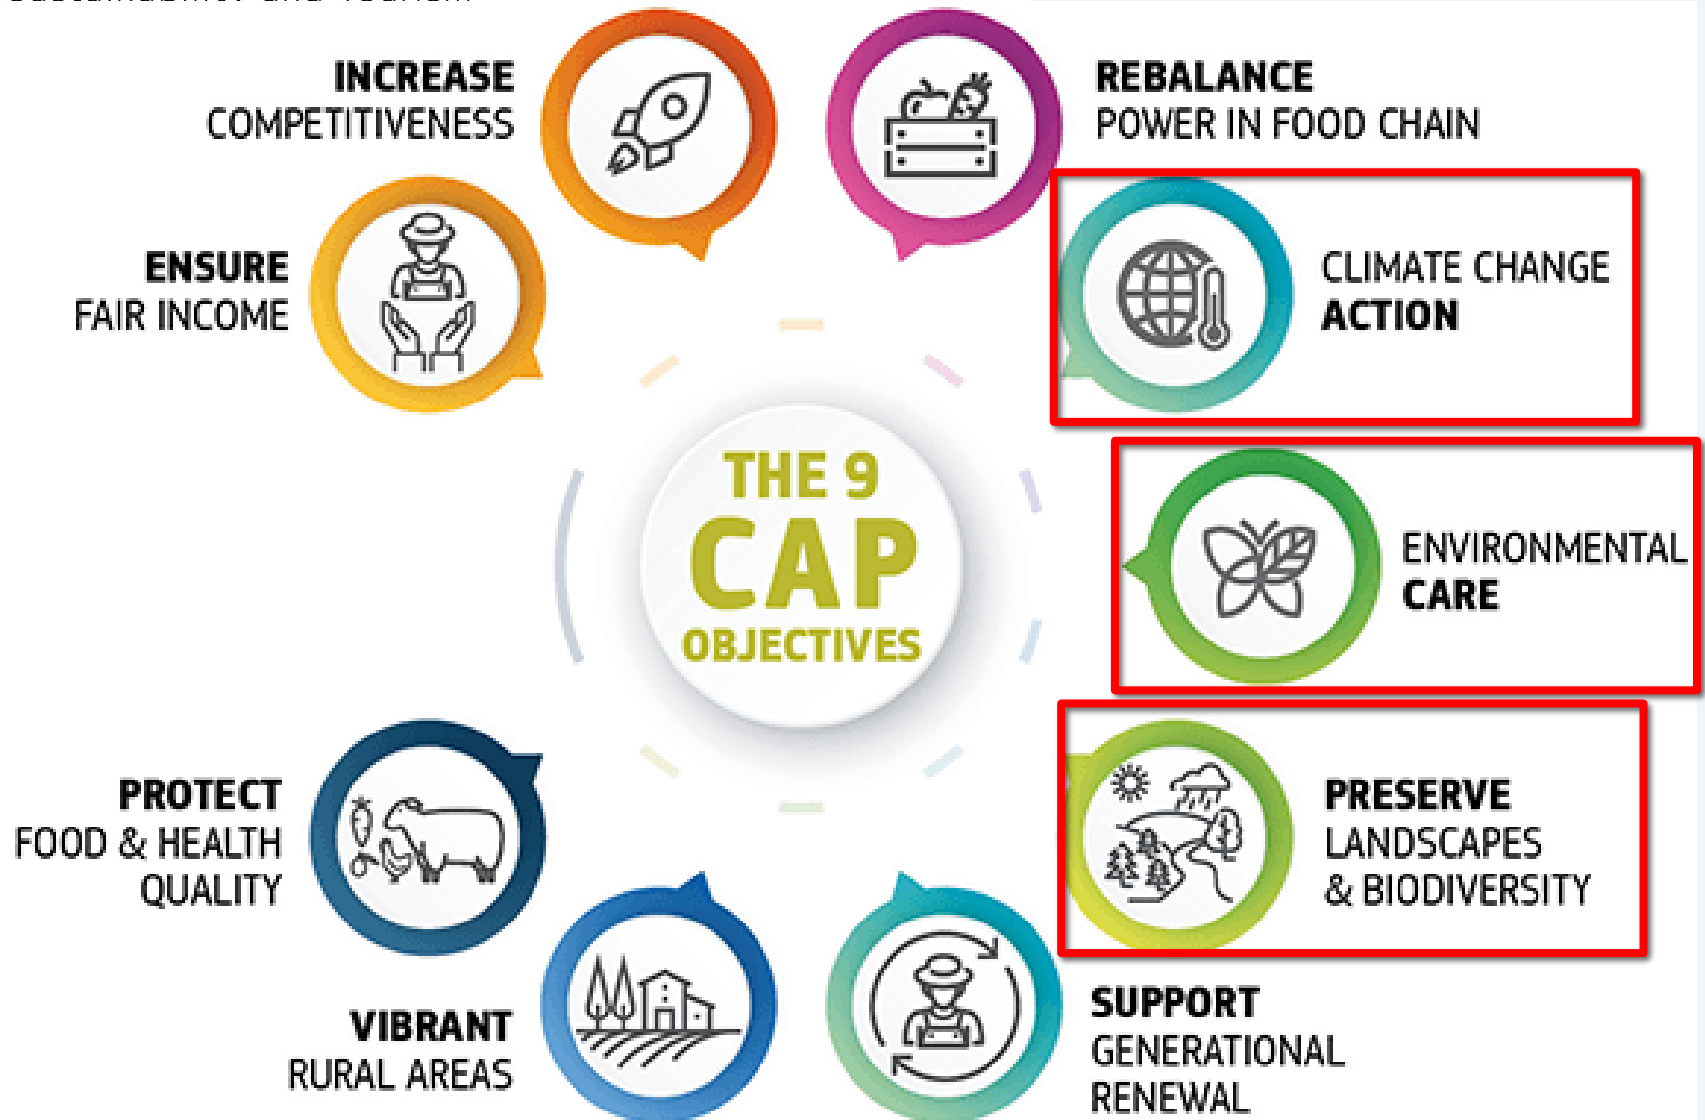 INCREASE
COMPETITIVENESS
REBALANCE
POWER IN FOOD CHAIN
ENSURE
FAIR INCOME
CLIMATE CHANGE
ACTION
THE 9
CAP
OBJECTIVES
ENVIRONMENTAL
CARE
PROTECT
FOOD & HEALTH
QUALITY
PRESERVE
LANDSCAPES
& BIODIVERSITY
VIBRANT
RURAL AREAS
SUPPORT
GENERATIONAL
RENEWAL